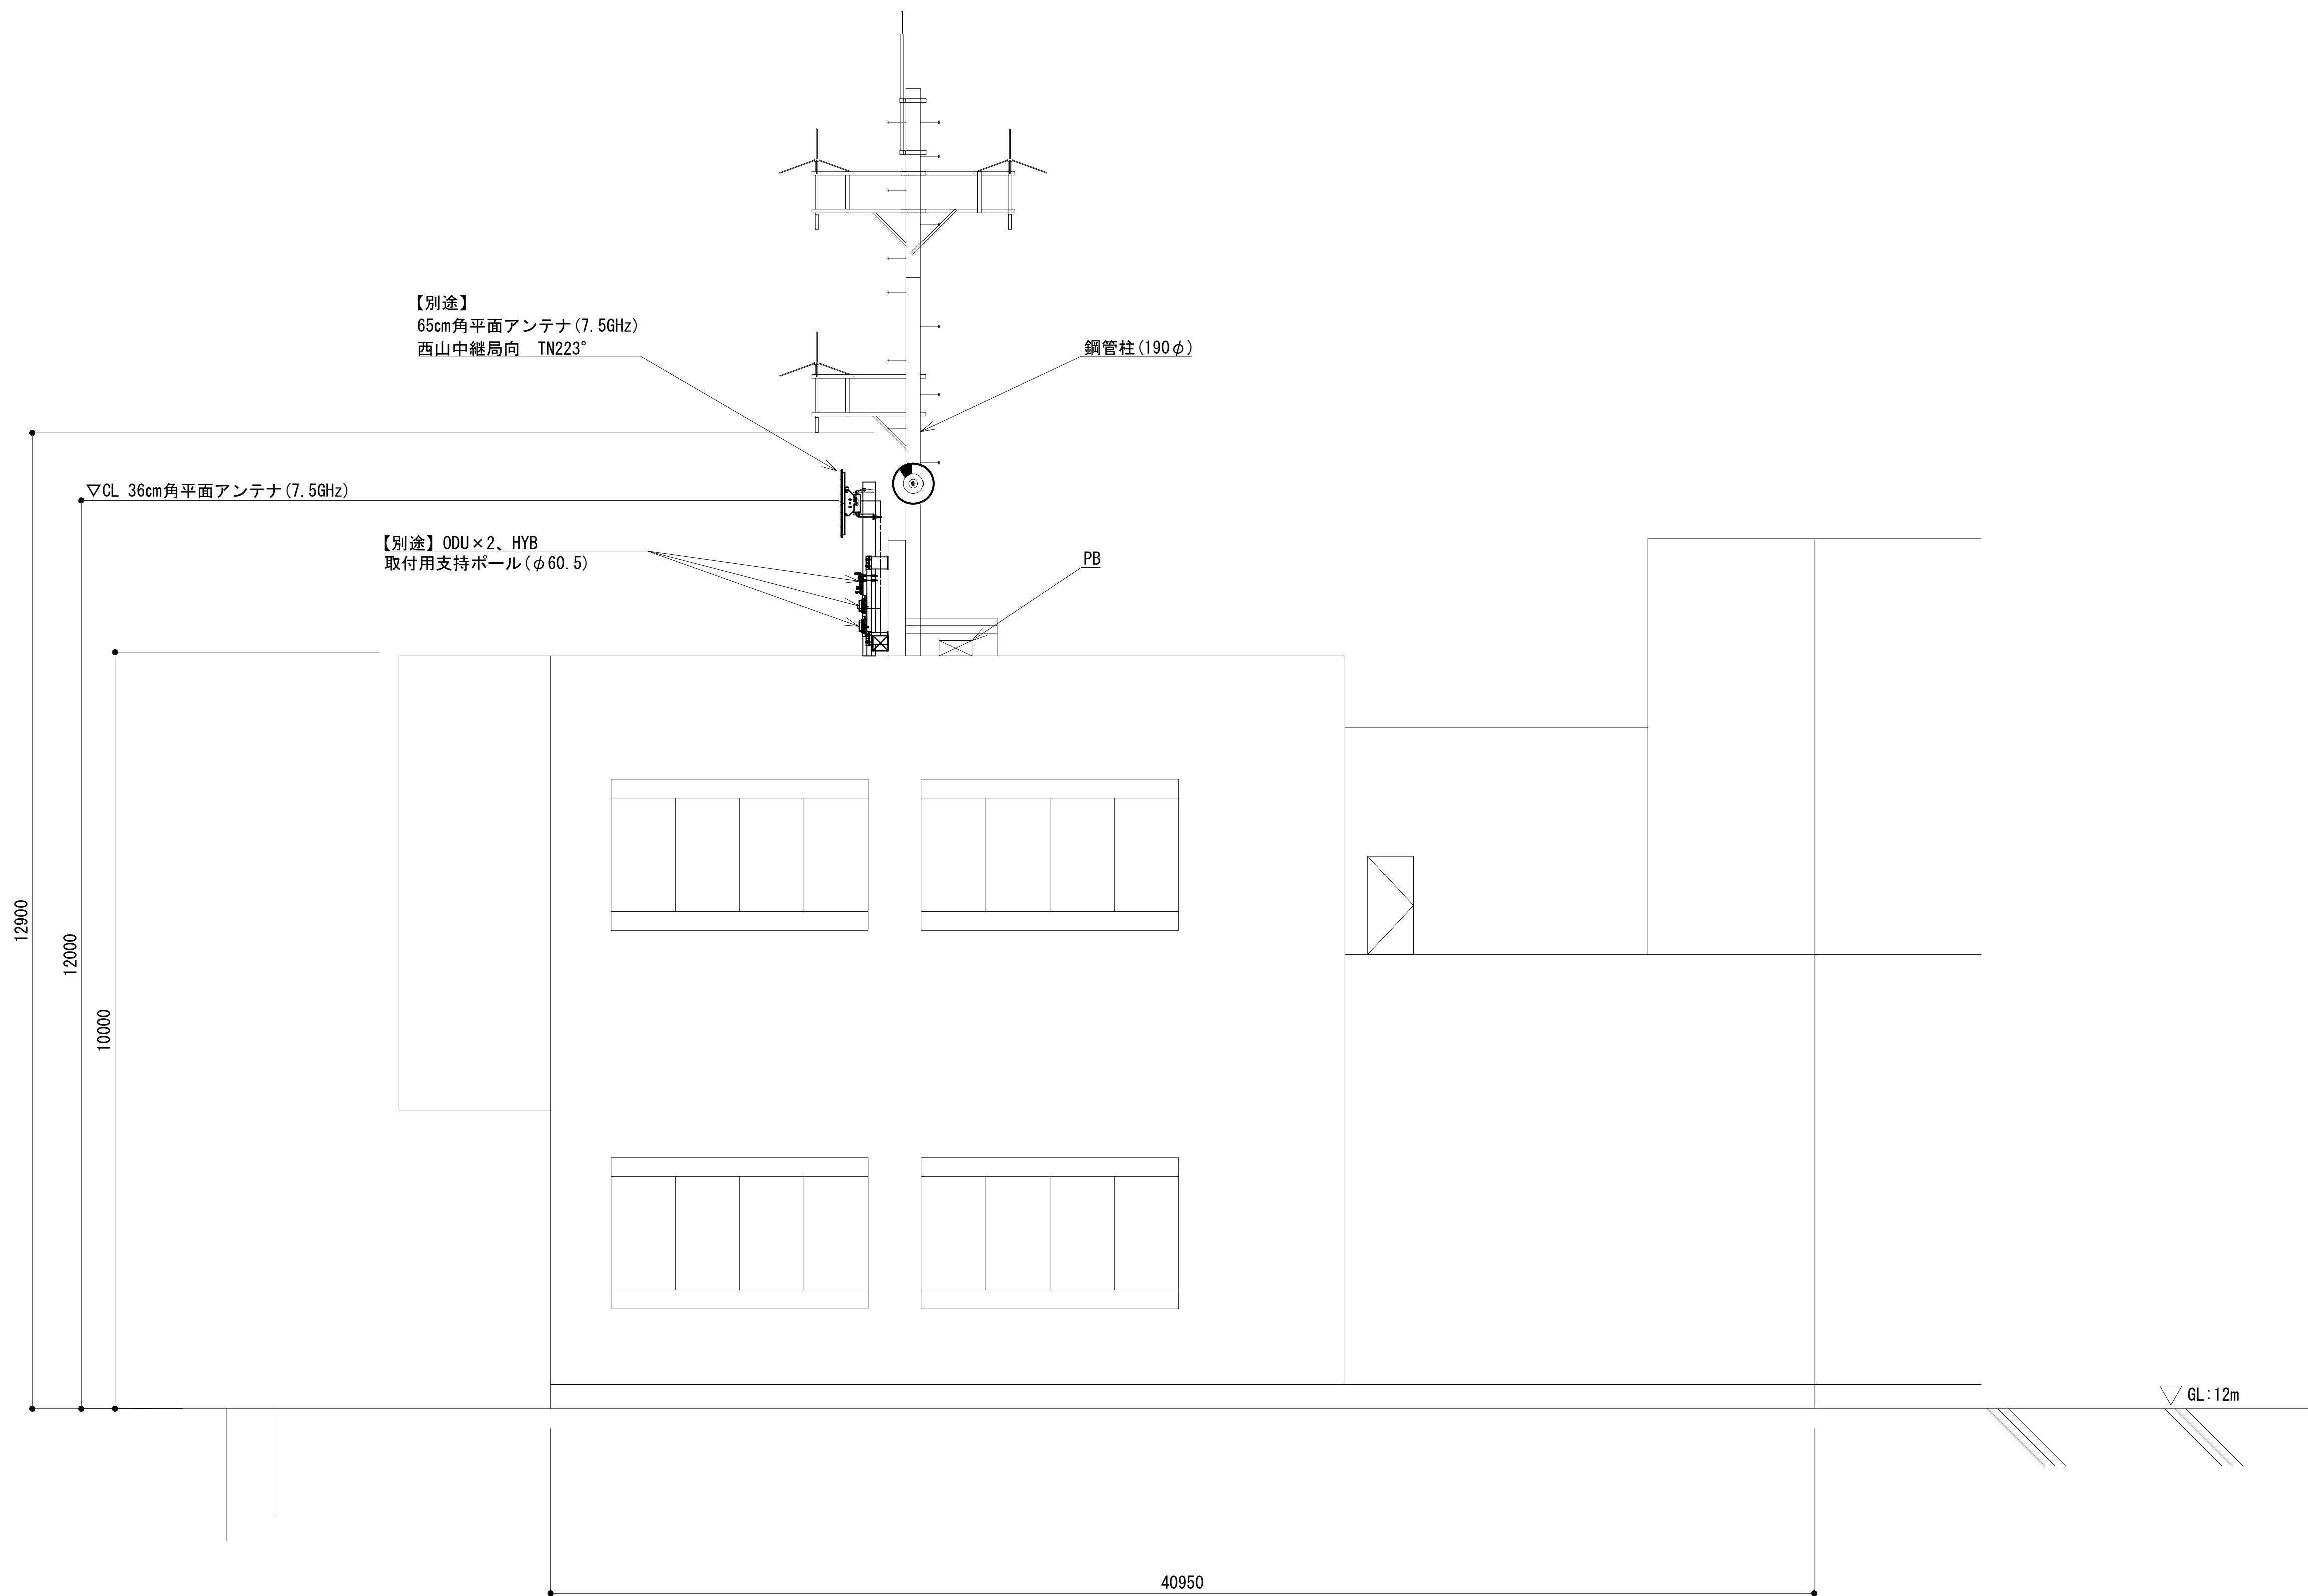 【別途】
65cm角平面アンテナ(7.5GHz)
西山中継局向　TN223°
鋼管柱(190φ)
▽CL 36cm角平面アンテナ(7.5GHz)
【別途】ODU×2、HYB
取付用支持ポール(φ60.5)
PB
12900
12000
10000
GL:12m
40950